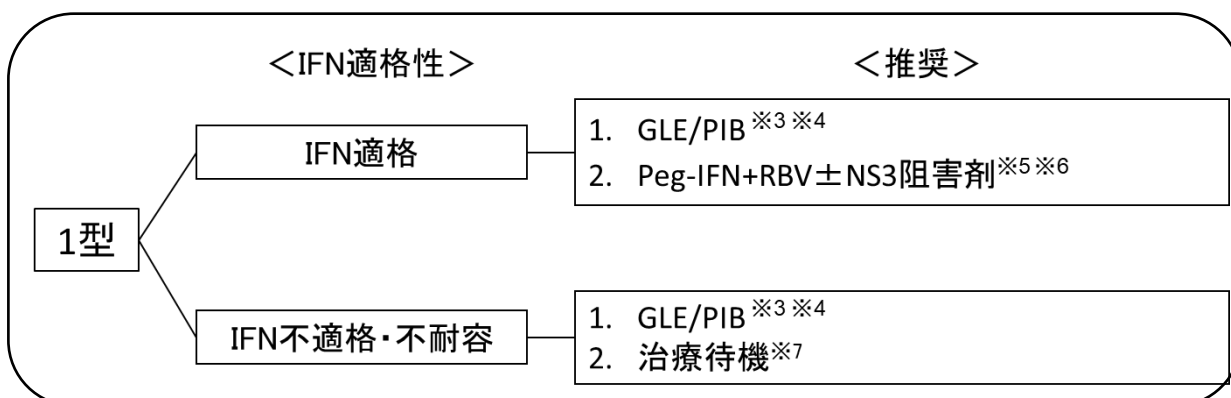 ＜IFN適格性＞
＜推奨＞
IFN適格
1. GLE/PIB※3 ※4
2. Peg-IFN+RBV±NS3阻害剤※5 ※6
1型
IFN不適格・不耐容
1. GLE/PIB※3 ※4
2. 治療待機※7